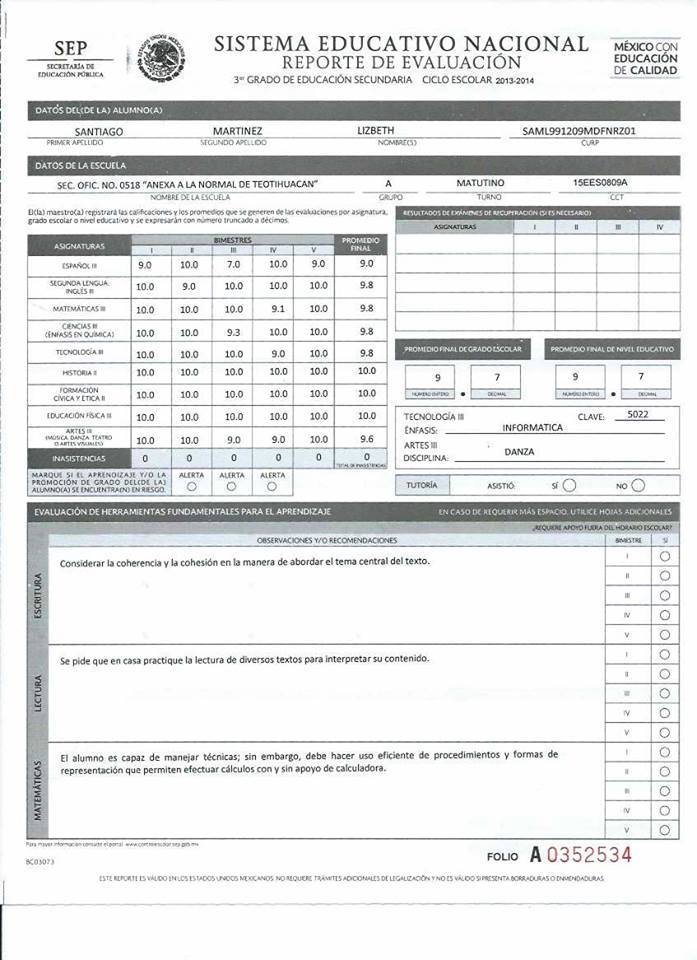 SEP
SECRETARÍA DE
EDUCACIÓN PÚBLICA
ESTADOS UNIDOS MEXICANOS
SISTEMA EDUCATIVO NACIONAL
REPORTE DE EVALUACIÓN
3er GRADO DE EDUCACIÓN SECUNDARIA CICLO ESCOLAR 2013-2014
MÉXICO CON
EDUCACIÓN
DE CALIDAD
DATOS DEL(DE LA) ALUMNO(A)
SANTIAGO MARTINEZ LIZBETH SAML991209MDFNRZ01
PRIMER APELLIDO SEGUNDO APELLIDO NOMBRE(S) CURP
DATOS DE LA ESCUELA
SEC. OFIC. NO. 0518 "ANEXA A LA NORMAL DE TEOTIHUACAN" A MATUTINO 15EES0809A
NOMBRE DE LA ESCUELA GRUPO TURNO CCT
El(la) maestro(a) registrará las calificaciones y los promedios que se generen de las evaluaciones por asignatura,
grado escolar o nivel educativo y se expresarán con número truncado a décimos.
ASIGNATURAS BIMESTRES PROMEDIO FINAL
I II III IV V
ESPAÑOL III 9.0 10.0 7.0 10.0 9.0 9.0
SEGUNDA LENGUA: INGLÉS III 10.0 9.0 10.0 10.0 10.0 9.8
MATEMÁTICAS III 10.0 10.0 10.0 9.1 10.0 9.8
CIENCIAS III (ÉNFASIS EN QUÍMICA) 10.0 10.0 9.3 10.0 10.0 9.8
TECNOLOGÍA III 10.0 10.0 10.0 9.0 10.0 9.8
HISTORIA II 10.0 10.0 10.0 10.0 10.0 10.0
FORMACIÓN CÍVICA Y ÉTICA II 10.0 10.0 10.0 10.0 10.0 10.0
EDUCACIÓN FÍSICA III 10.0 10.0 10.0 10.0 10.0 10.0
ARTES III (MÚSICA DANZA TEATRO O ARTES VISUALES) 10.0 10.0 9.0 9.0 10.0 9.6
INASISTENCIAS 0 0 0 0 0 0
TOTAL DE INASISTENCIAS
MARQUE SI EL APRENDIZAJE Y/O LA
PROMOCIÓN DE GRADO DEL(DE LA)
ALUMNO(A) SE ENCUENTRA(N) EN RIESGO.
ALERTA ALERTA ALERTA
RESULTADOS DE EXÁMENES DE RECUPERACIÓN (SI ES NECESARIO)
ASIGNATURAS I II III IV
PROMEDIO FINAL DE GRADO ESCOLAR PROMEDIO FINAL DE NIVEL EDUCATIVO
9 . 7 9 . 7
NÚMERO ENTERO DECIMAL NÚMERO ENTERO DECIMAL
TECNOLOGÍA III CLAVE: 5022
ÉNFASIS: INFORMATICA
ARTES III
DISCIPLINA: DANZA
TUTORÍA ASISTIÓ: SÍ NO
EVALUACIÓN DE HERRAMIENTAS FUNDAMENTALES PARA EL APRENDIZAJE EN CASO DE REQUERIR MÁS ESPACIO, UTILICE HOJAS ADICIONALES
¿REQUIERE APOYO FUERA DEL HORARIO ESCOLAR?
OBSERVACIONES Y/O RECOMENDACIONES BIMESTRE SÍ
ESCRITURA
Considerar la coherencia y la cohesión en la manera de abordar el tema central del texto.
I
II
III
IV
V
LECTURA
Se pide que en casa practique la lectura de diversos textos para interpretar su contenido.
I
II
III
IV
V
MATEMÁTICAS
El alumno es capaz de manejar técnicas; sin embargo, debe hacer uso eficiente de procedimientos y formas de
representación que permiten efectuar cálculos con y sin apoyo de calculadora.
I
II
III
IV
V
Para mayor información consulte el portal www.controlescolar.sep.gob.mx
BC03073
FOLIO A 0352534
ESTE REPORTE ES VÁLIDO EN LOS ESTADOS UNIDOS MEXICANOS. NO REQUIERE TRÁMITES ADICIONALES DE LEGALIZACIÓN Y NO ES VÁLIDO SI PRESENTA BORRADURAS O ENMENDADURAS.